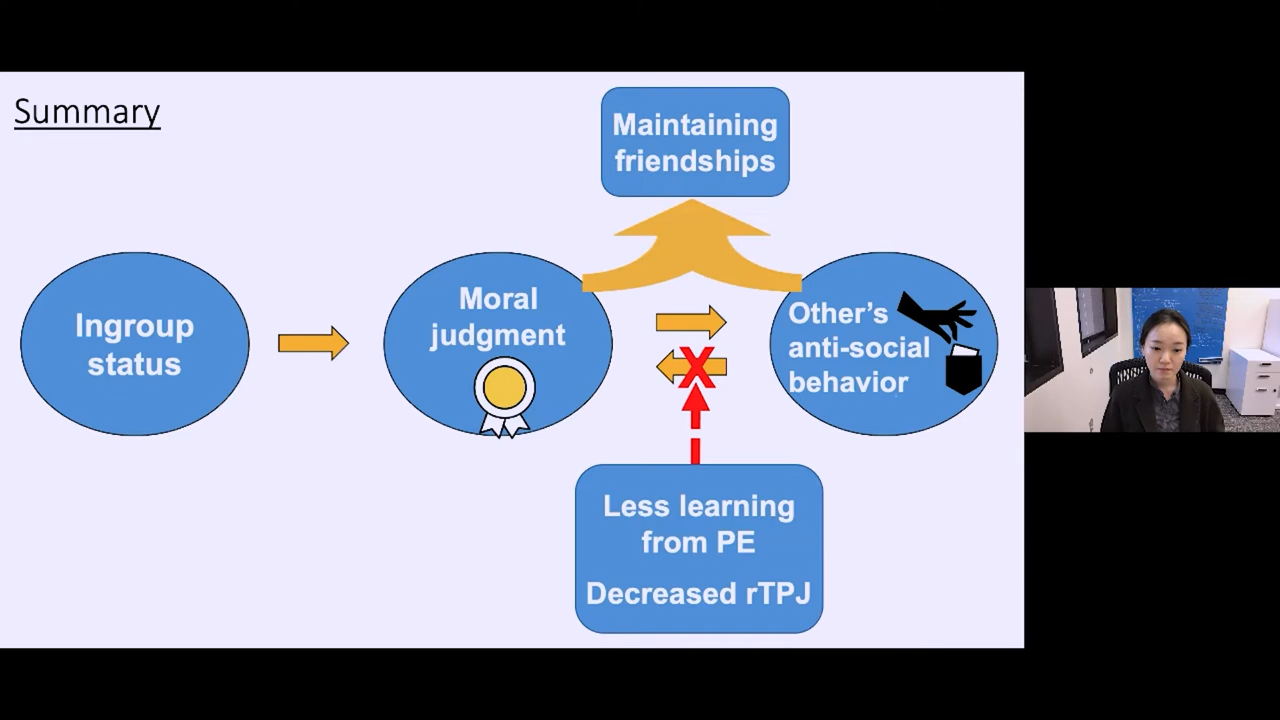 Summary
Maintaining
friendships
Ingroup
status
Moral
judgment
Other's
anti-social
behavior
X
Less learning
from PE
Decreased rTPJ